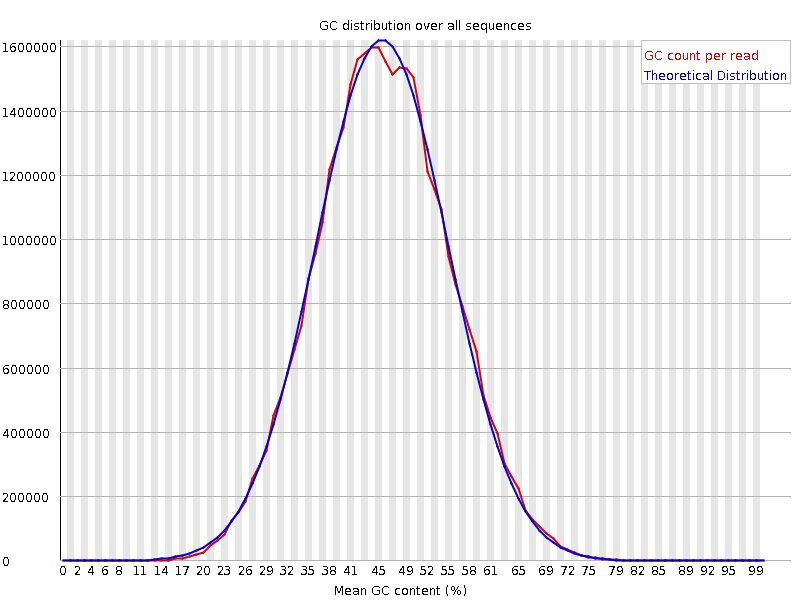 GC distribution over all sequences
1600000
1400000
1200000
1000000
800000
600000
400000
200000
0
GC count per read
Theoretical Distribution
0 2 4 6 8 11 14 17 20 23 26 29 32 35 38 41 45 49 52 55 58 61 65 69 72 75 79 82 85 89 92 95 99
Mean GC content (%)